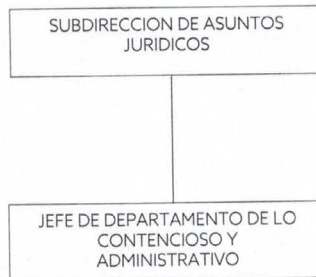 SUBDIRECCION DE ASUNTOS
JURIDICOS
JEFE DE DEPARTAMENTO DE LO
CONTENCIOSO Y
ADMINISTRATIVO